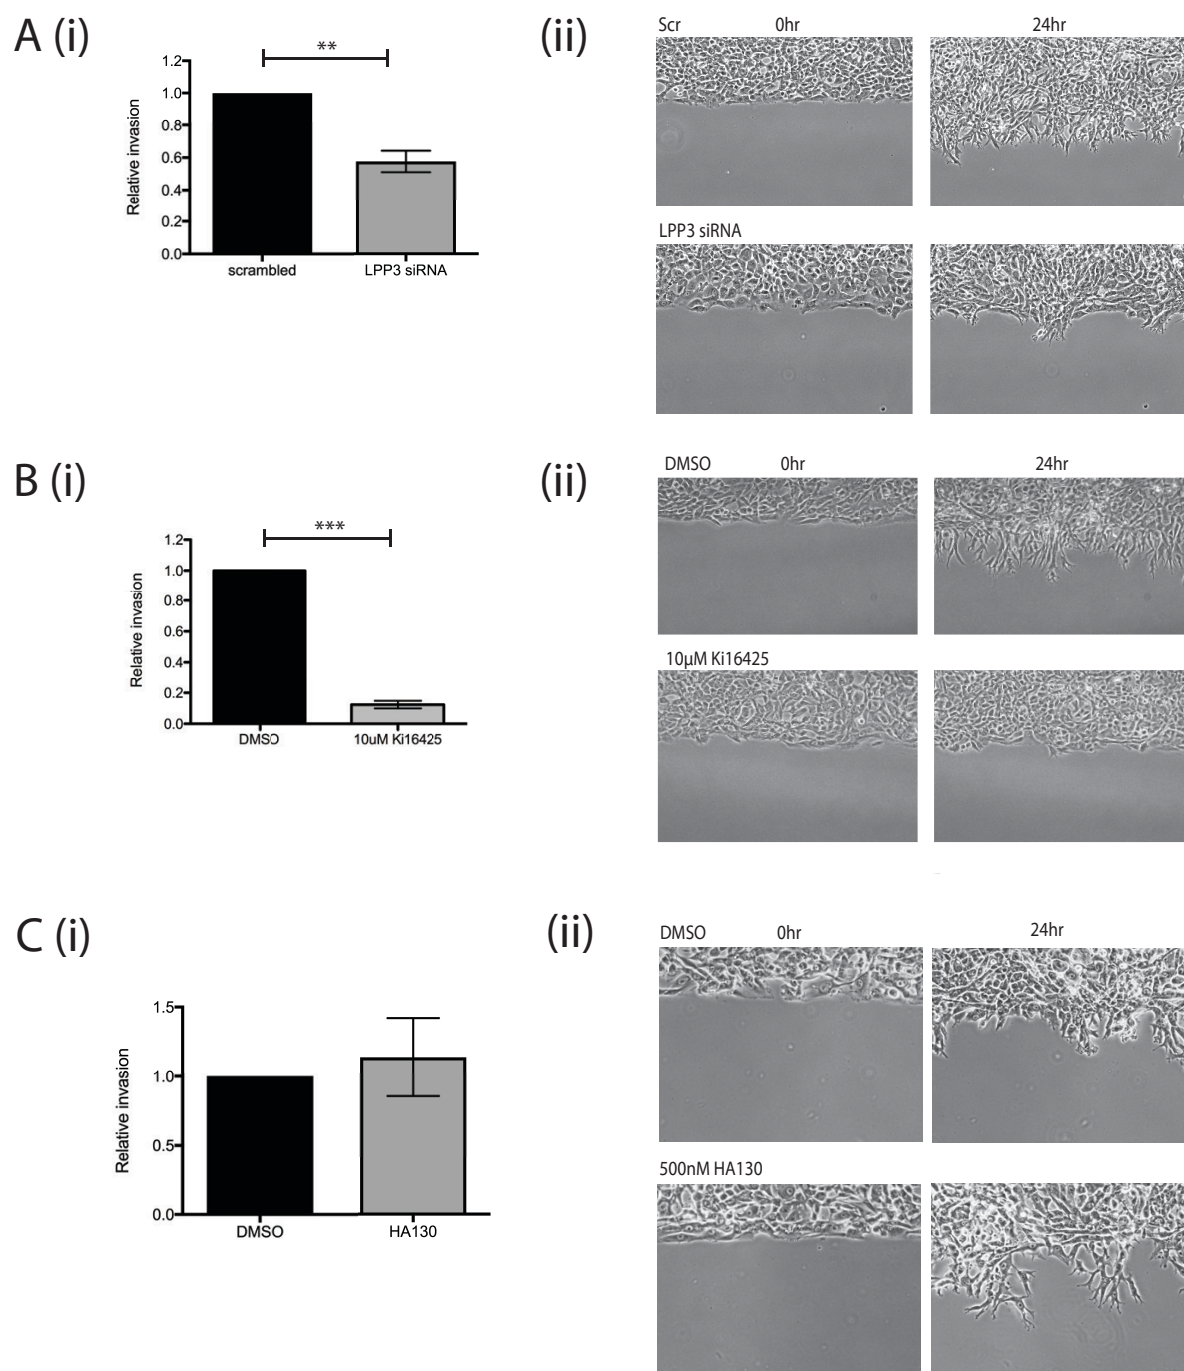 A (i)
**
1.2
1.0
0.8
0.6
0.4
0.2
0.0
Relative invasion
scrambled
LPP3 siRNA
(ii)
Scr
0hr
24hr
LPP3 siRNA
B (i)
***
1.2
1.0
0.8
0.6
0.4
0.2
0.0
Relative invasion
DMSO
10uM Ki16425
(ii)
DMSO
0hr
24hr
10µM Ki16425
C (i)
1.5
1.0
0.5
0.0
Relative invasion
DMSO
HA130
(ii)
DMSO
0hr
24hr
500nM HA130